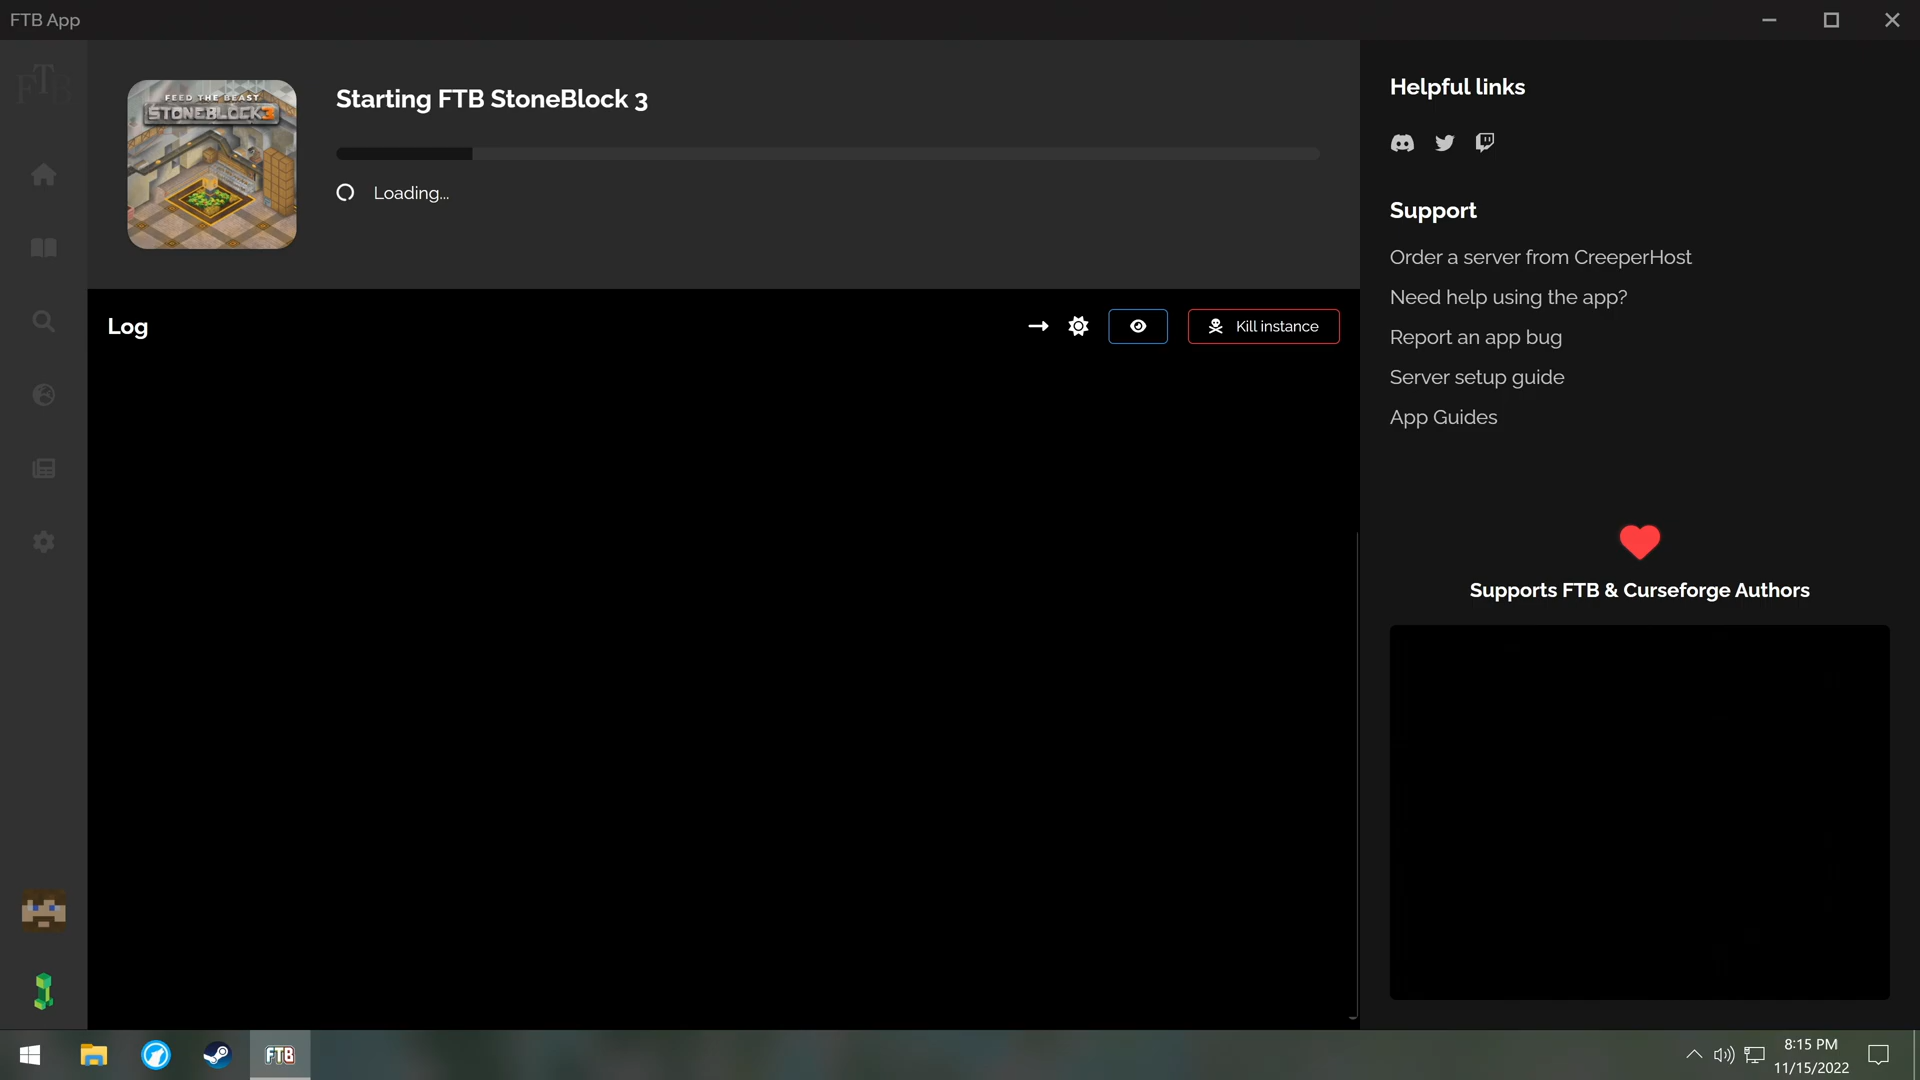 FTB App
FTB
FEED THE BEAST
STONEBLOCK3
Starting FTB StoneBlock 3
Loading...
Log
Kill instance
Helpful links
Support
Order a server from CreeperHost
Need help using the app?
Report an app bug
Server setup guide
App Guides
Supports FTB & Curseforge Authors
FTB
8:15 PM
11/15/2022